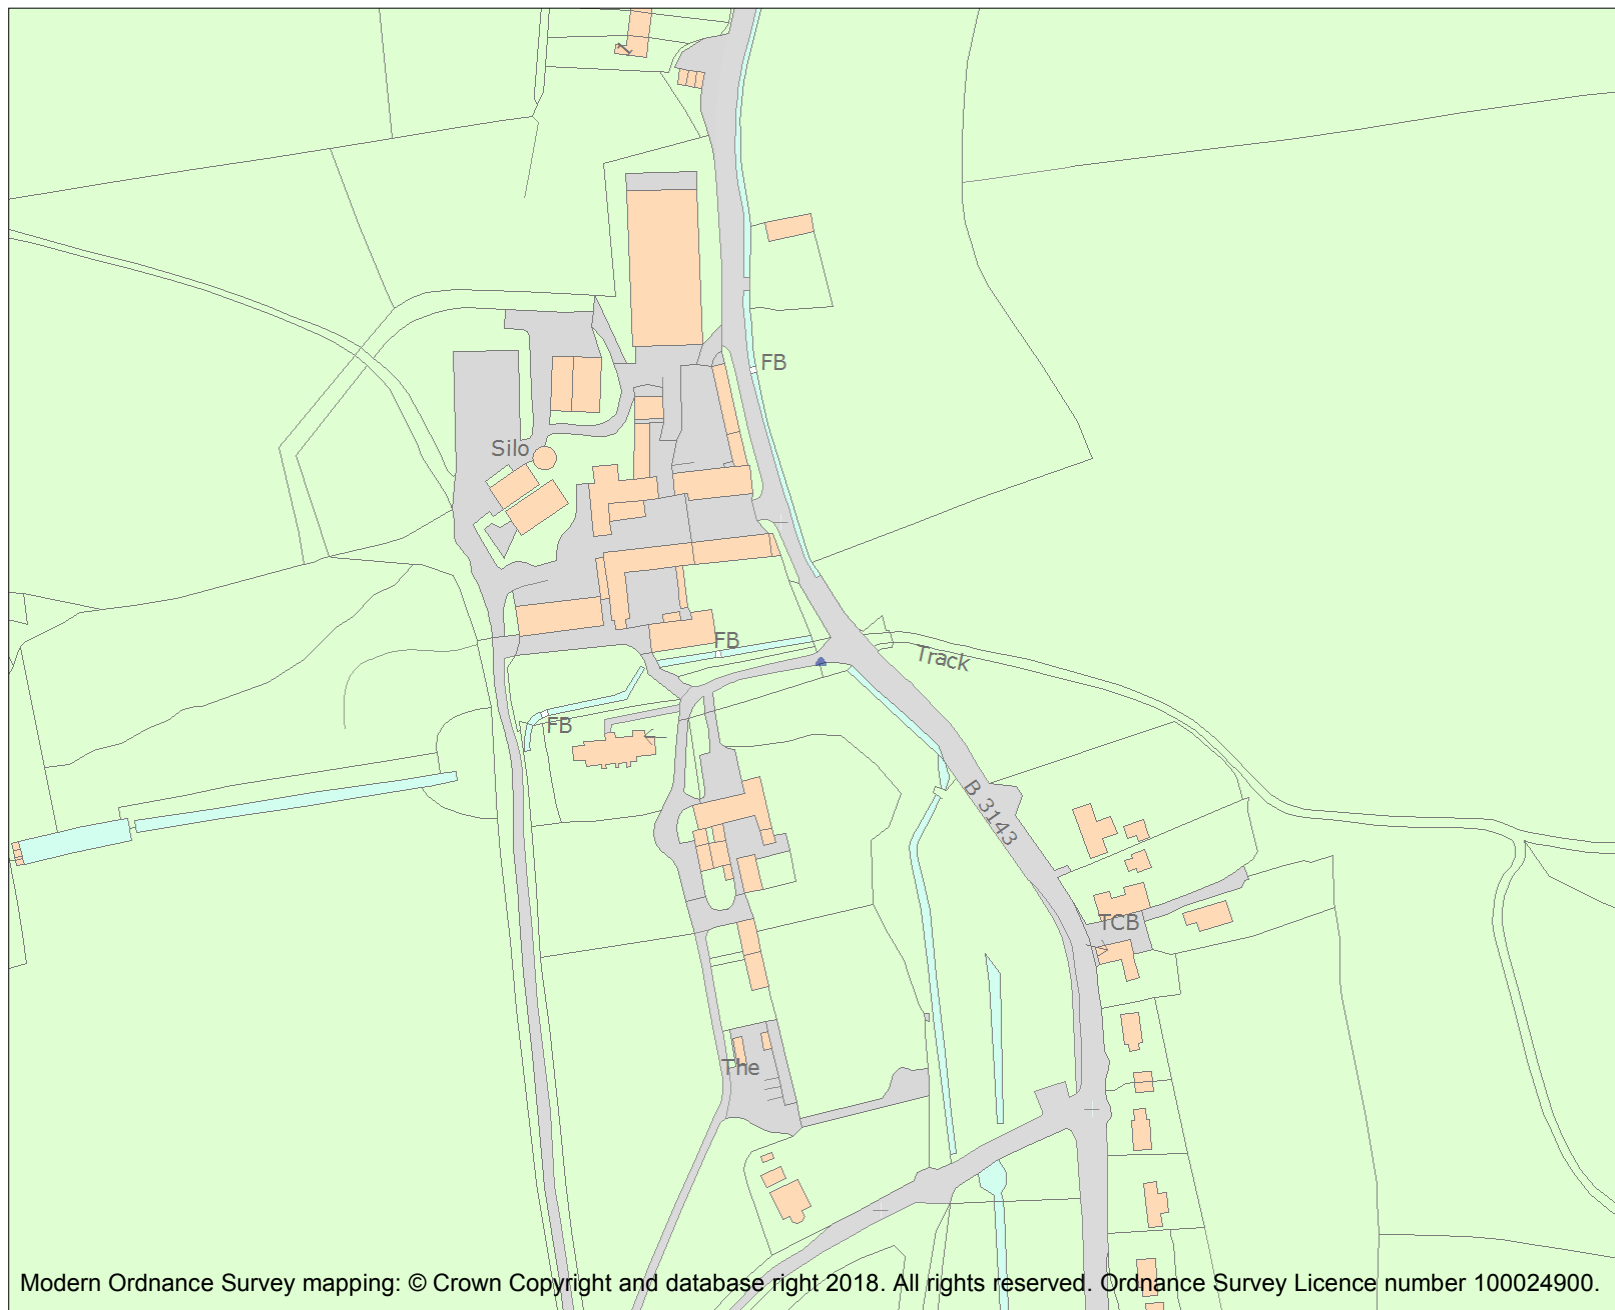 FB
Silo
FB
Track
FB
B 3143
TCB
The
Modern Ordnance Survey mapping: © Crown Copyright and database right 2018. All rights reserved. Ordnance Survey Licence number 100024900.